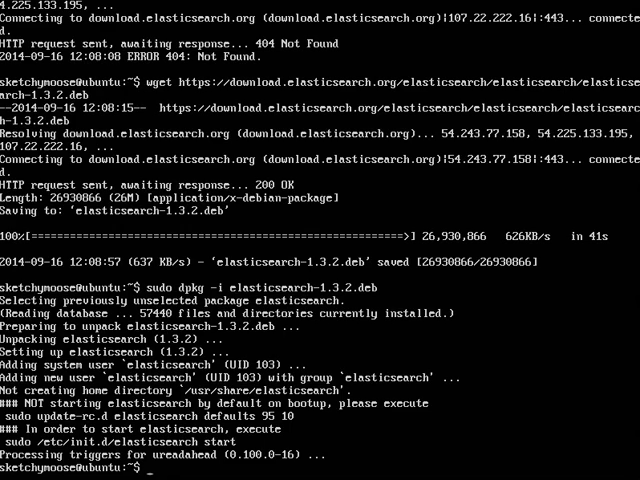 4.225.133.195, ...
Connecting to download.elasticsearch.org (download.elasticsearch.org)|107.22.222.16|:443... connecte
d.
HTTP request sent, awaiting response... 404 Not Found
2014-09-16 12:08:08 ERROR 404: Not Found.

sketchymoose@ubuntu:~$ wget https://download.elasticsearch.org/elasticsearch/elasticsearch/elasticse
arch-1.3.2.deb
--2014-09-16 12:08:15--  https://download.elasticsearch.org/elasticsearch/elasticsearch/elasticsearc
h-1.3.2.deb
Resolving download.elasticsearch.org (download.elasticsearch.org)... 54.243.77.158, 54.225.133.195,
107.22.222.16, ...
Connecting to download.elasticsearch.org (download.elasticsearch.org)|54.243.77.158|:443... connecte
d.
HTTP request sent, awaiting response... 200 OK
Length: 26930866 (26M) [application/x-debian-package]
Saving to: ‘elasticsearch-1.3.2.deb’

100%[==========================================================>] 26,930,866   626KB/s   in 41s

2014-09-16 12:08:57 (637 KB/s) - ‘elasticsearch-1.3.2.deb’ saved [26930866/26930866]

sketchymoose@ubuntu:~$ sudo dpkg -i elasticsearch-1.3.2.deb
Selecting previously unselected package elasticsearch.
(Reading database ... 57440 files and directories currently installed.)
Preparing to unpack elasticsearch-1.3.2.deb ...
Unpacking elasticsearch (1.3.2) ...
Setting up elasticsearch (1.3.2) ...
Adding system user `elasticsearch' (UID 103) ...
Adding new user `elasticsearch' (UID 103) with group `elasticsearch' ...
Not creating home directory `/usr/share/elasticsearch'.
### NOT starting elasticsearch by default on bootup, please execute
 sudo update-rc.d elasticsearch defaults 95 10
### In order to start elasticsearch, execute
 sudo /etc/init.d/elasticsearch start
Processing triggers for ureadahead (0.100.0-16) ...
sketchymoose@ubuntu:~$ _